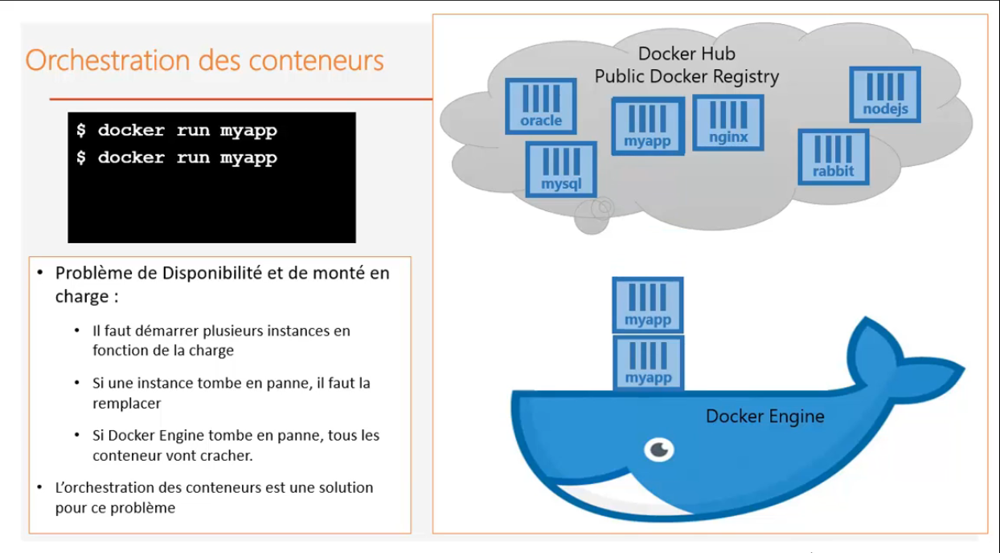 Orchestration des conteneurs
$ docker run myapp
$ docker run myapp
• Problème de Disponibilité et de monté en
charge :
• Il faut démarrer plusieurs instances en
fonction de la charge
• Si une instance tombe en panne, il faut la
remplacer
• Si Docker Engine tombe en panne, tous les
conteneur vont cracher.
• L’orchestration des conteneurs est une solution
pour ce problème
Docker Hub
Public Docker Registry
oracle
myapp
nginx
nodejs
mysql
rabbit
myapp
myapp
Docker Engine